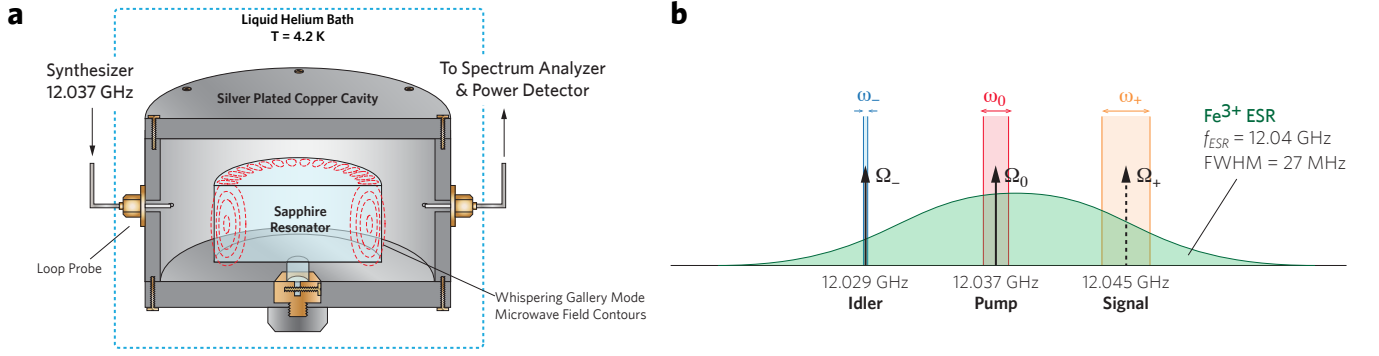 a
Liquid Helium Bath
T = 4.2 K
Synthesizer
12.037 GHz
To Spectrum Analyzer
& Power Detector
Silver Plated Copper Cavity
Sapphire
Resonator
Loop Probe
Whispering Gallery Mode
Microwave Field Contours
b
ω₋ ω₀ ω₊
Fe³⁺ ESR
f_ESR = 12.04 GHz
FWHM = 27 MHz
Ω₋ Ω₀ Ω₊
12.029 GHz 12.037 GHz 12.045 GHz
Idler Pump Signal